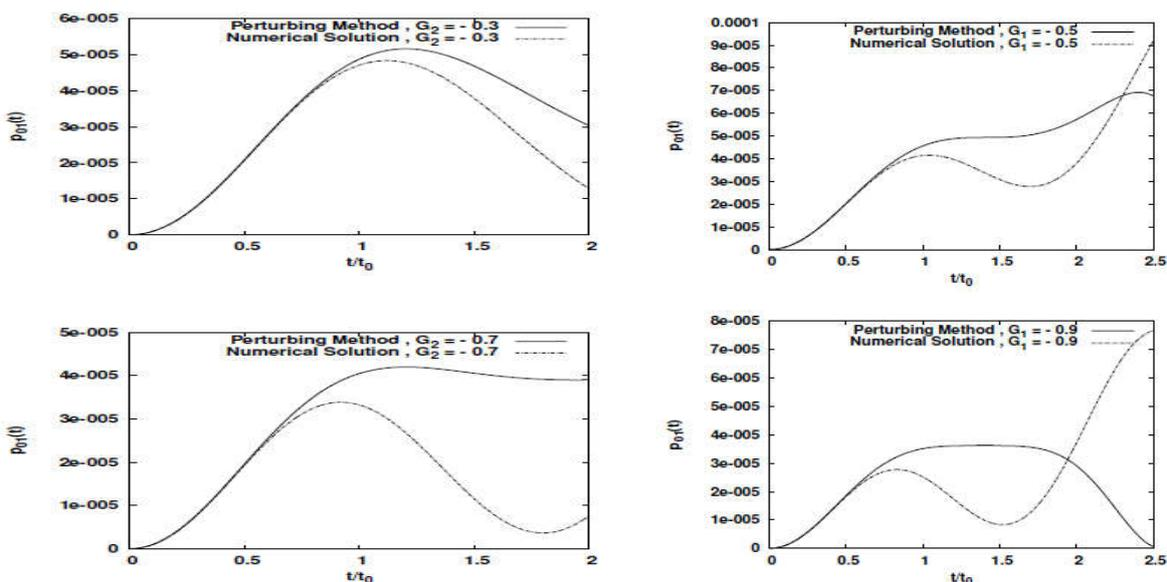 6e-005
5e-005
4e-005
3e-005
2e-005
1e-005
0
p01(t)
Perturbing Method , G2 = - 0.3
Numerical Solution , G2 = - 0.3
0 0.5 1 1.5 2
t/t0
0.0001
9e-005
8e-005
7e-005
6e-005
5e-005
4e-005
3e-005
2e-005
1e-005
0
p01(t)
Perturbing Method , G1 = - 0.5
Numerical Solution , G1 = - 0.5
0 0.5 1 1.5 2 2.5
t/t0
5e-005
4e-005
3e-005
2e-005
1e-005
0
p01(t)
Perturbing Method , G2 = - 0.7
Numerical Solution , G2 = - 0.7
0 0.5 1 1.5 2
t/t0
8e-005
7e-005
6e-005
5e-005
4e-005
3e-005
2e-005
1e-005
0
p01(t)
Perturbing Method , G1 = - 0.9
Numerical Solution , G1 = - 0.9
0 0.5 1 1.5 2 2.5
t/t0